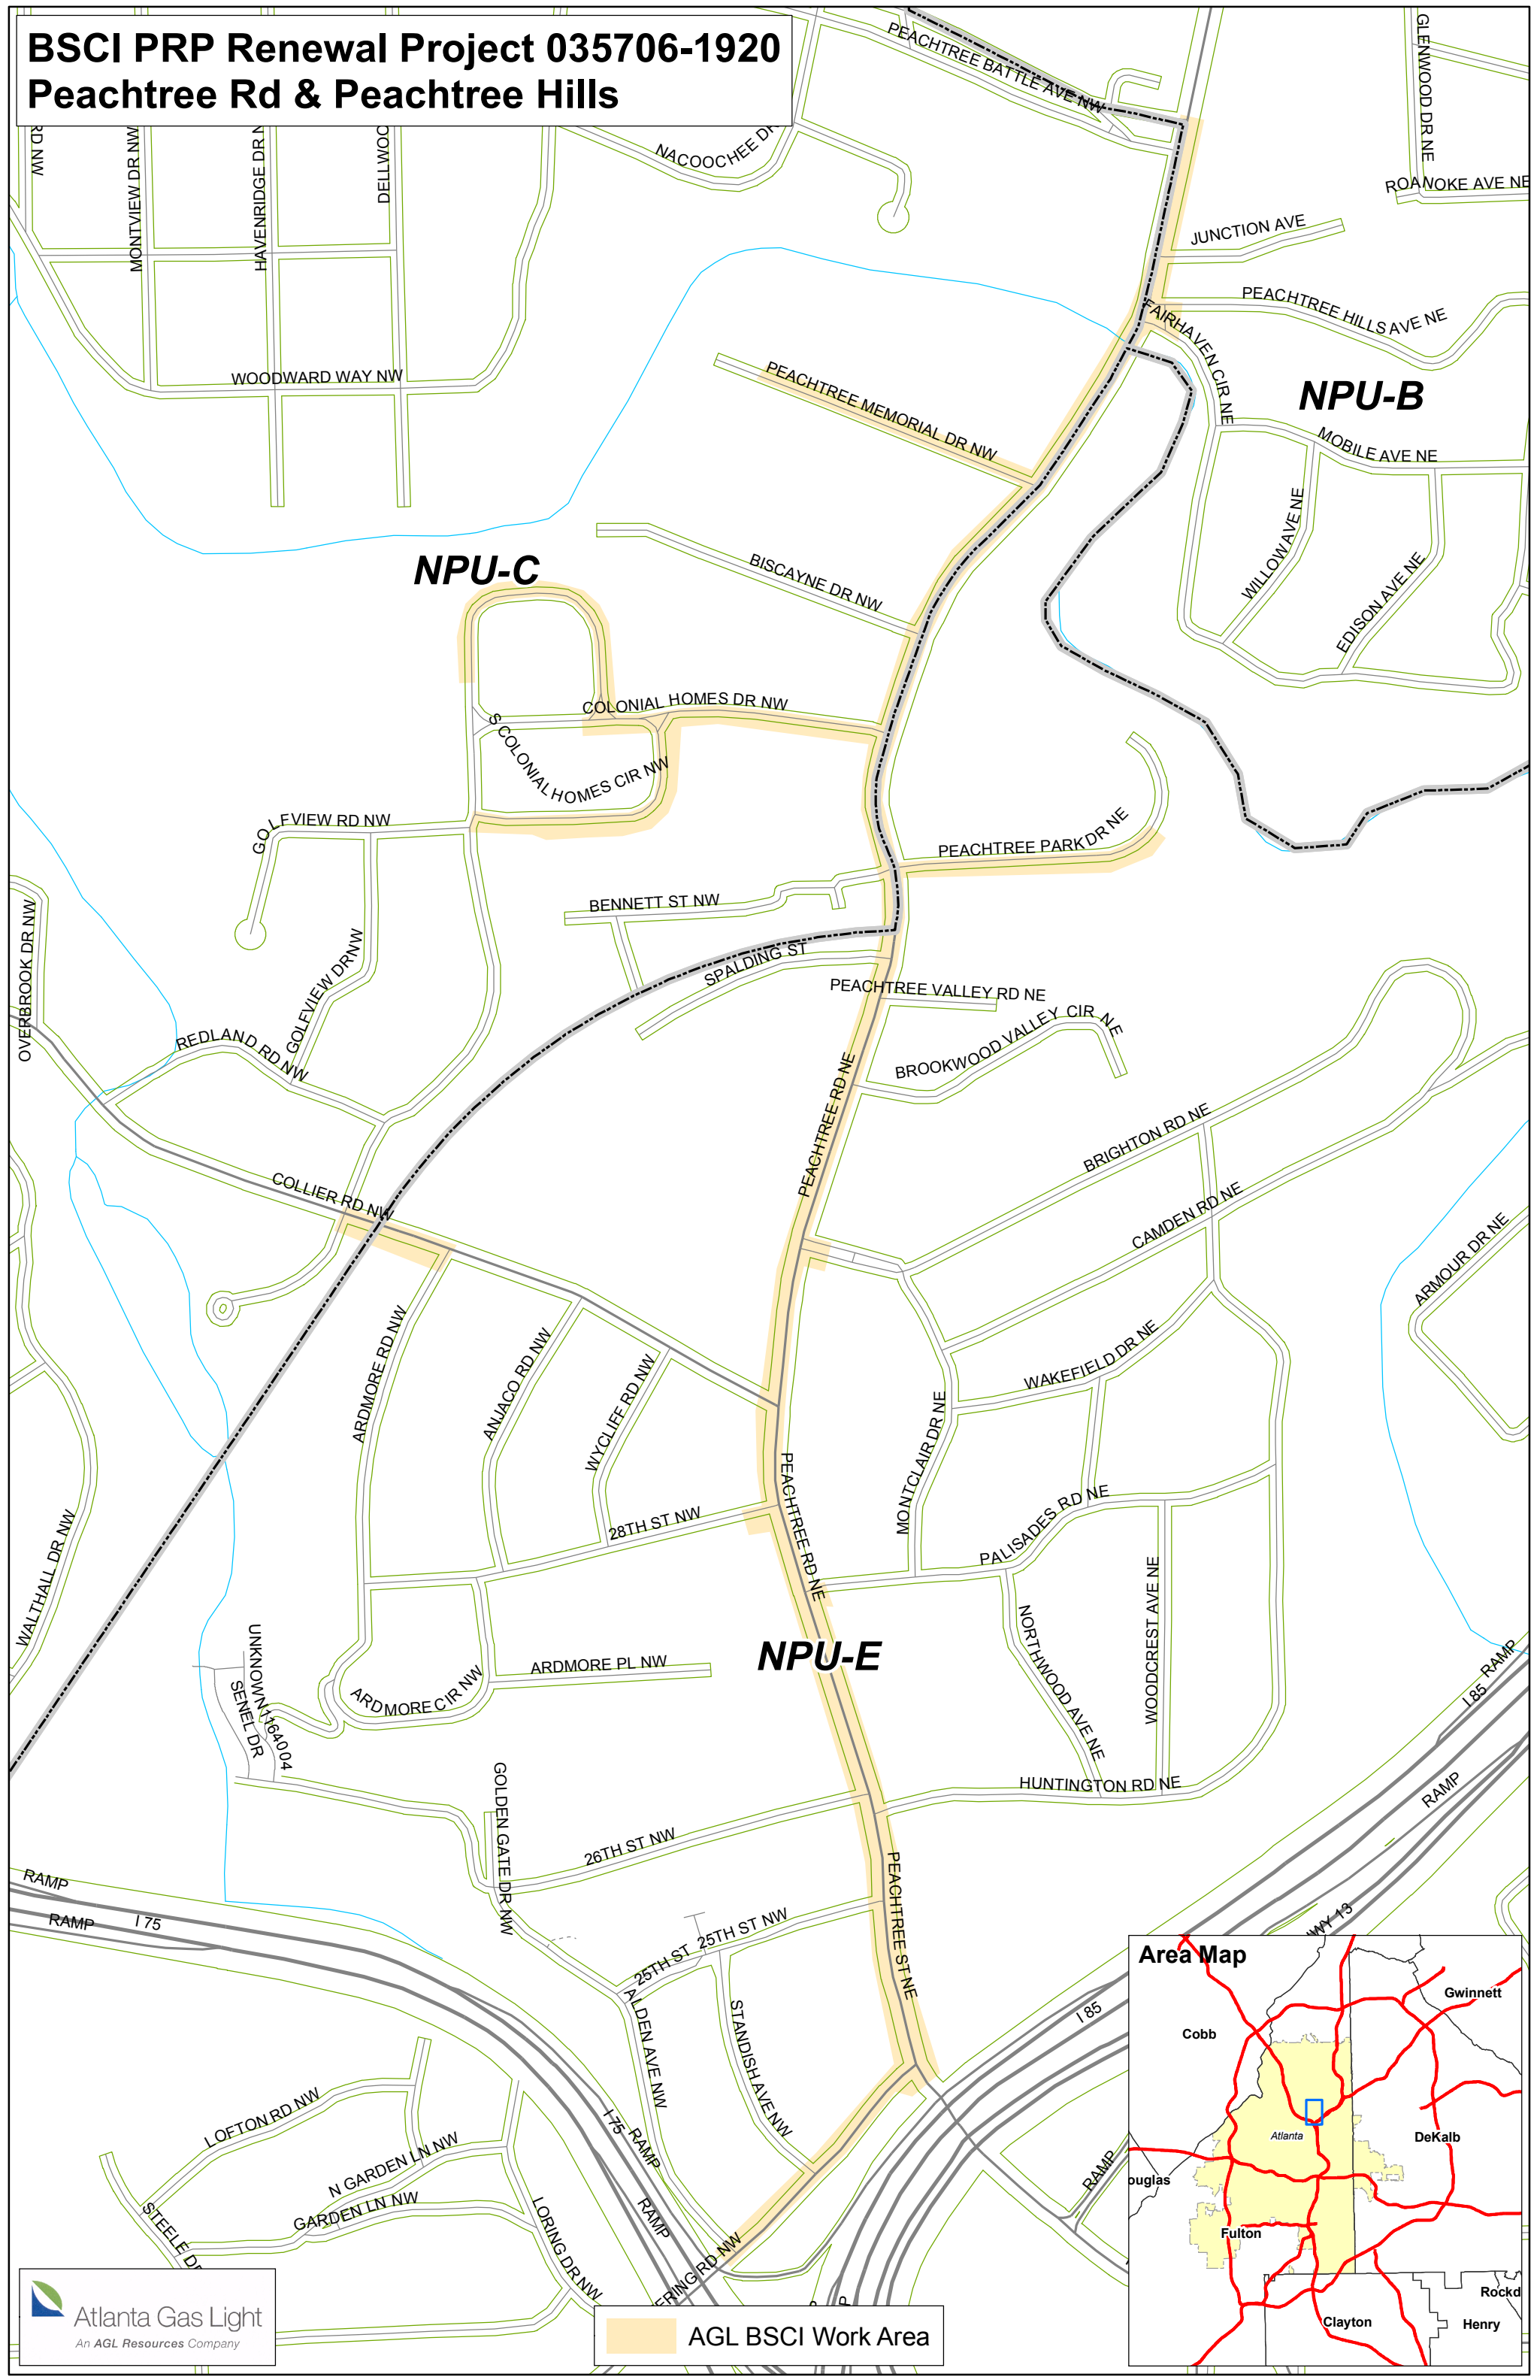 BSCI PRP Renewal Project 035706-1920
Peachtree Rd & Peachtree Hills
PEACHTREE BATTLE AVE NW
GLENWOOD DR NE
RD NW
MONTVIEW DR NW
HAVENRIDGE DR N
DELLWOO
NACOOCHEE DR
ROANOKE AVE NE
JUNCTION AVE
PEACHTREE HILLS AVE NE
FAIRHAVEN CIR NE
WOODWARD WAY NW
PEACHTREE MEMORIAL DR NW
NPU-B
MOBILE AVE NE
WILLOW AVE NE
EDISON AVE NE
NPU-C
BISCAYNE DR NW
COLONIAL HOMES DR NW
S COLONIAL HOMES CIR NW
GOLFVIEW RD NW
PEACHTREE PARK DR NE
BENNETT ST NW
OVERBROOK DR NW
GOLFVIEW DR NW
SPALDING ST
PEACHTREE VALLEY RD NE
REDLAND RD NW
BROOKWOOD VALLEY CIR NE
PEACHTREE RD NE
BRIGHTON RD NE
COLLIER RD NW
CAMDEN RD NE
ARMOUR DR NE
ARDMORE RD NW
ANJACO RD NW
WYCLIFF RD NW
WAKEFIELD DR NE
MONTCLAIR DR NE
PEACHTREE RD NE
28TH ST NW
PALISADES RD NE
WALTHALL DR NW
WOODCREST AVE NE
NORTHWOOD AVE NE
NPU-E
UNKNOWN1164004
SENEL DR
ARDMORE PL NW
ARDMORE CIR NW
RAMP
I 85
RAMP
HUNTINGTON RD NE
GOLDEN GATE DR NW
26TH ST NW
PEACHTREE ST NE
RAMP
RAMP
I 75
25TH ST
25TH ST NW
WY 13
ALDEN AVE NW
STANDISH AVE NW
I 85
I 75
RAMP
RAMP
RAMP
LOFTON RD NW
N GARDEN LN NW
GARDEN LN NW
LORING DR NW
STEELE DR
ERING RD NW
P
Area Map
Gwinnett
Cobb
Atlanta
DeKalb
ouglas
Fulton
Rockd
Clayton
Henry
Atlanta Gas Light
An AGL Resources Company
AGL BSCI Work Area